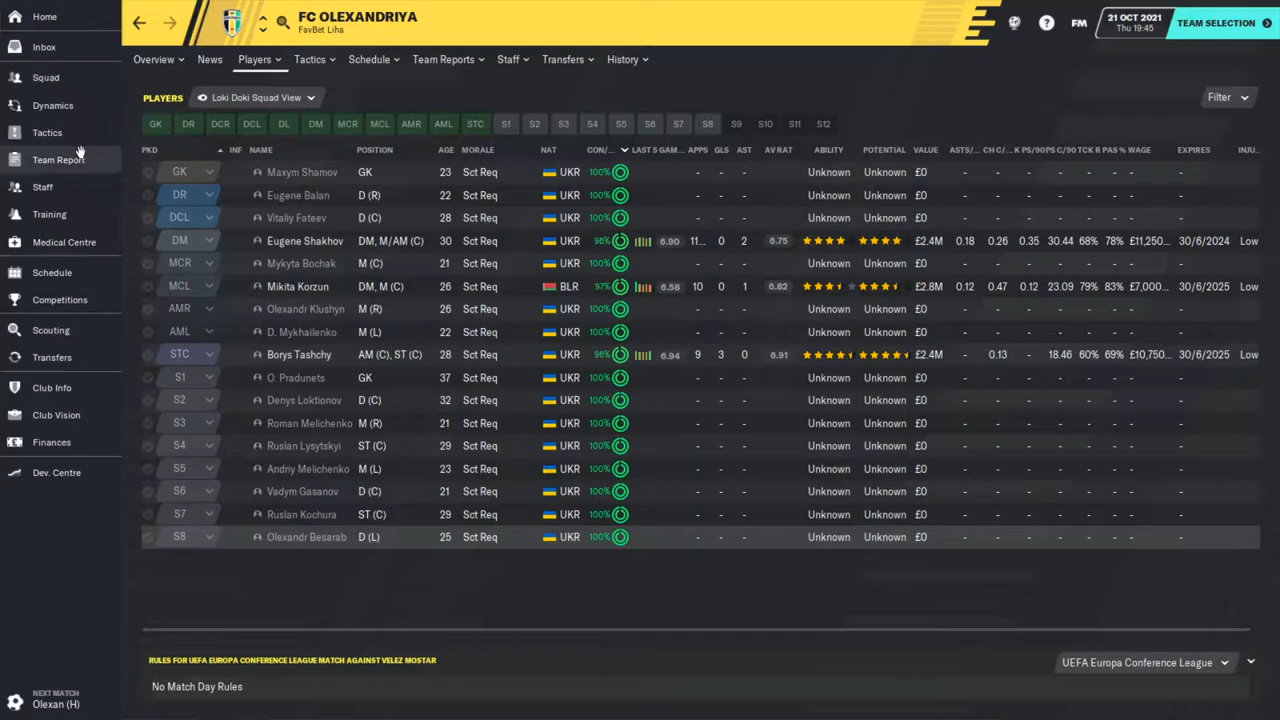 Home
Inbox
Squad
Dynamics
Tactics
Team Report
Staff
Training
Medical Centre
Schedule
Competitions
Scouting
Transfers
Club Info
Club Vision
Finances
Dev. Centre
NEXT MATCH
Olexan (H)
FC OLEXANDRIYA
FavBet Liha
FM
21 OCT 2021
Thu 19:45
TEAM SELECTION
Overview News Players Tactics Schedule Team Reports Staff Transfers History
PLAYERS Loki Doki Squad View Filter
GK DR DCR DCL DL DM MCR MCL AMR AML STC S1 S2 S3 S4 S5 S6 S7 S8 S9 S10 S11 S12
PKD INF NAME POSITION AGE MORALE NAT CON/... LAST 5 GAM... APPS GLS AST AV RAT ABILITY POTENTIAL VALUE ASTS/... CH C/... K PS/90 PS C/90 TCK R PAS % WAGE EXPIRES INJU...
GK Maxym Shamov GK 23 Sct Req UKR 100% - - - - Unknown Unknown £0 - - - - - - - -
DR Eugene Balan D (R) 22 Sct Req UKR 100% - - - - Unknown Unknown £0 - - - - - - - -
DCL Vitaliy Fateev D (C) 28 Sct Req UKR 100% - - - - Unknown Unknown £0 - - - - - - - -
DM Eugene Shakhov DM, M/AM (C) 30 Sct Req UKR 96% 6.90 11... 0 2 6.75 £2.4M 0.18 0.26 0.35 30.44 68% 78% £11,250... 30/6/2024 Low
MCR Mykyta Bochak M (C) 21 Sct Req UKR 100% - - - - Unknown Unknown £0 - - - - - - - -
MCL Mikita Korzun DM, M (C) 26 Sct Req BLR 97% 6.58 10 0 1 6.82 £2.8M 0.12 0.47 0.12 23.09 79% 83% £7,000... 30/6/2025 Low
AMR Olexandr Klushyn M (R) 26 Sct Req UKR 100% - - - - Unknown Unknown £0 - - - - - - - -
AML D. Mykhailenko M (L) 22 Sct Req UKR 100% - - - - Unknown Unknown £0 - - - - - - - -
STC Borys Tashchy AM (C), ST (C) 28 Sct Req UKR 96% 6.94 9 3 0 6.91 £2.4M - 0.13 - 18.46 60% 69% £10,750... 30/6/2025 Low
S1 O. Pradunets GK 37 Sct Req UKR 100% - - - - Unknown Unknown £0 - - - - - - - -
S2 Denys Loktionov D (C) 32 Sct Req UKR 100% - - - - Unknown Unknown £0 - - - - - - - -
S3 Roman Melichenko M (R) 21 Sct Req UKR 100% - - - - Unknown Unknown £0 - - - - - - - -
S4 Ruslan Lysytskyi ST (C) 29 Sct Req UKR 100% - - - - Unknown Unknown £0 - - - - - - - -
S5 Andriy Melichenko M (L) 23 Sct Req UKR 100% - - - - Unknown Unknown £0 - - - - - - - -
S6 Vadym Gasanov D (C) 21 Sct Req UKR 100% - - - - Unknown Unknown £0 - - - - - - - -
S7 Ruslan Kochura ST (C) 29 Sct Req UKR 100% - - - - Unknown Unknown £0 - - - - - - - -
S8 Olexandr Besarab D (L) 25 Sct Req UKR 100% - - - - Unknown Unknown £0 - - - - - - - -
RULES FOR UEFA EUROPA CONFERENCE LEAGUE MATCH AGAINST VELEZ MOSTAR
UEFA Europa Conference League
No Match Day Rules